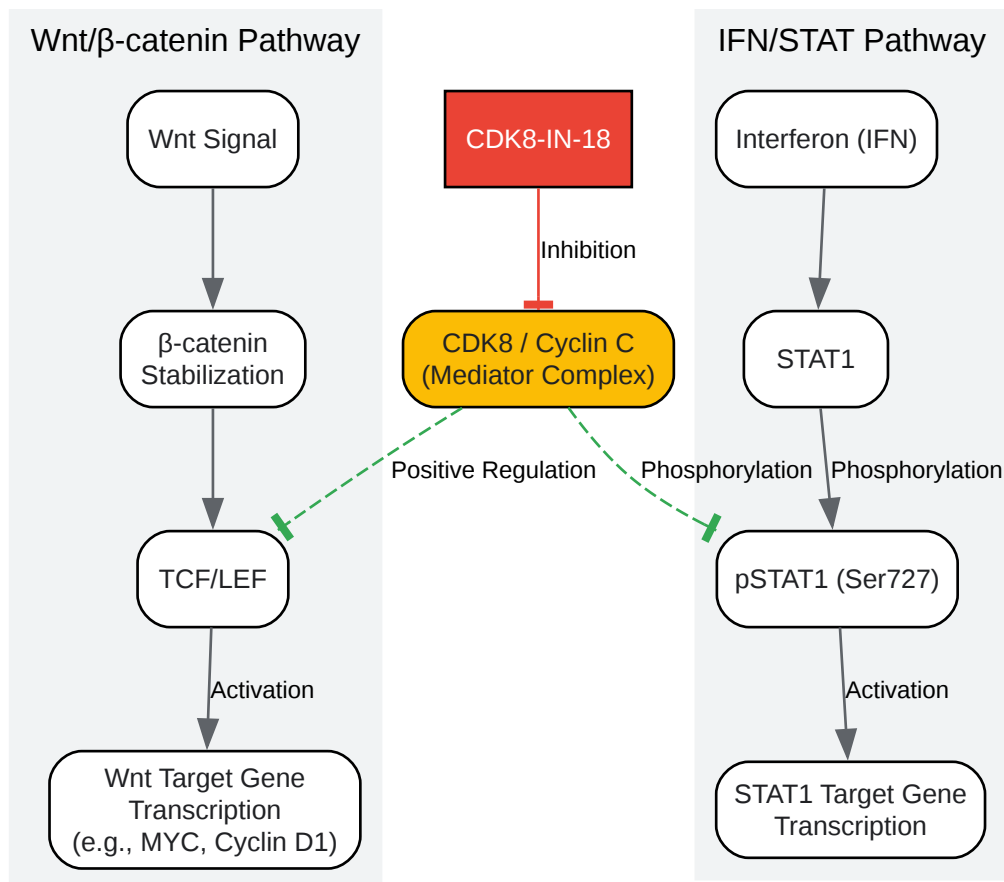 Wnt/β-catenin Pathway
IFN/STAT Pathway
Wnt Signal
CDK8-IN-18
Interferon (IFN)
Inhibition
β-catenin
Stabilization
CDK8 / Cyclin C
(Mediator Complex)
STAT1
Positive Regulation
Phosphorylation
Phosphorylation
TCF/LEF
pSTAT1 (Ser727)
Activation
Activation
Wnt Target Gene
Transcription
(e.g., MYC, Cyclin D1)
STAT1 Target Gene
Transcription